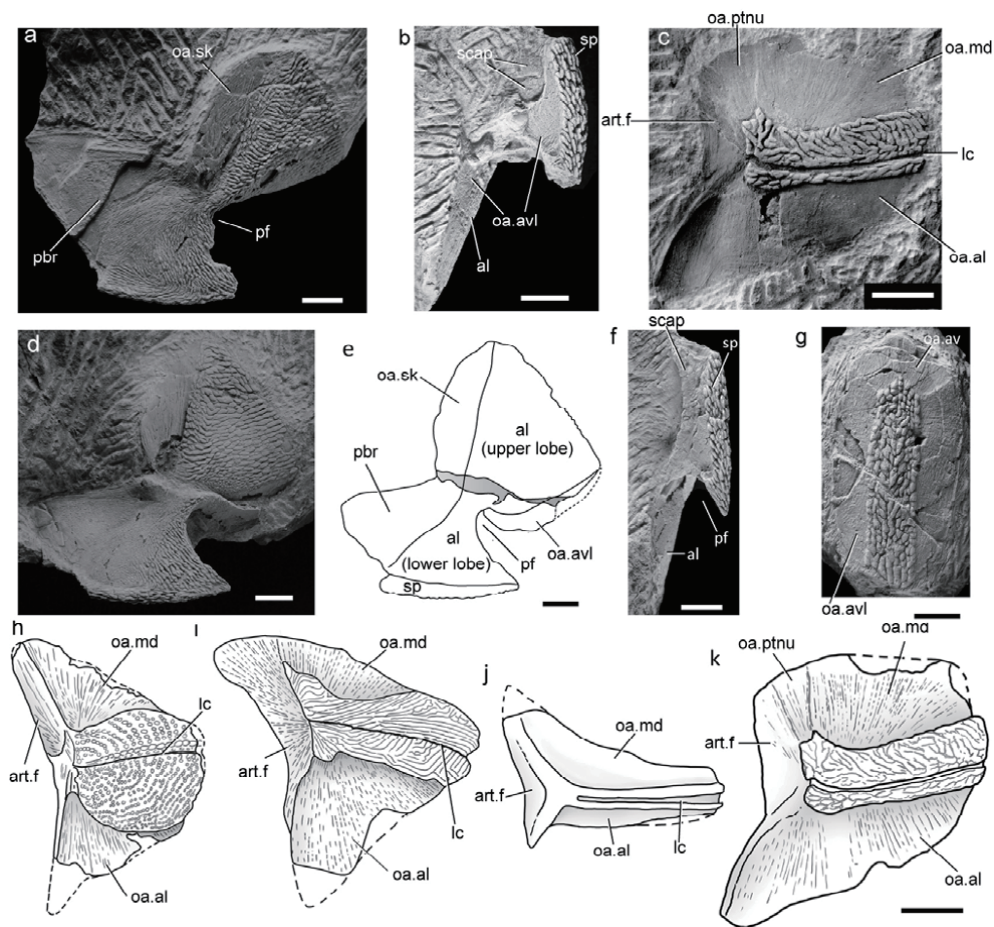 a
oa.sk
pbr
pf
b
scap
sp
oa.avl
al
c
oa.ptnu
oa.md
art.f
lc
oa.al
d
e
oa.sk
al
(upper lobe)
pbr
al
(lower lobe)
pf
oa.avl
sp
f
scap
sp
pf
al
g
oa.av
oa.avl
h
oa.md
lc
art.f
oa.al
i
oa.md
art.f
lc
oa.al
j
oa.md
art.f
oa.al
lc
k
oa.ptnu
oa.md
art.f
oa.al